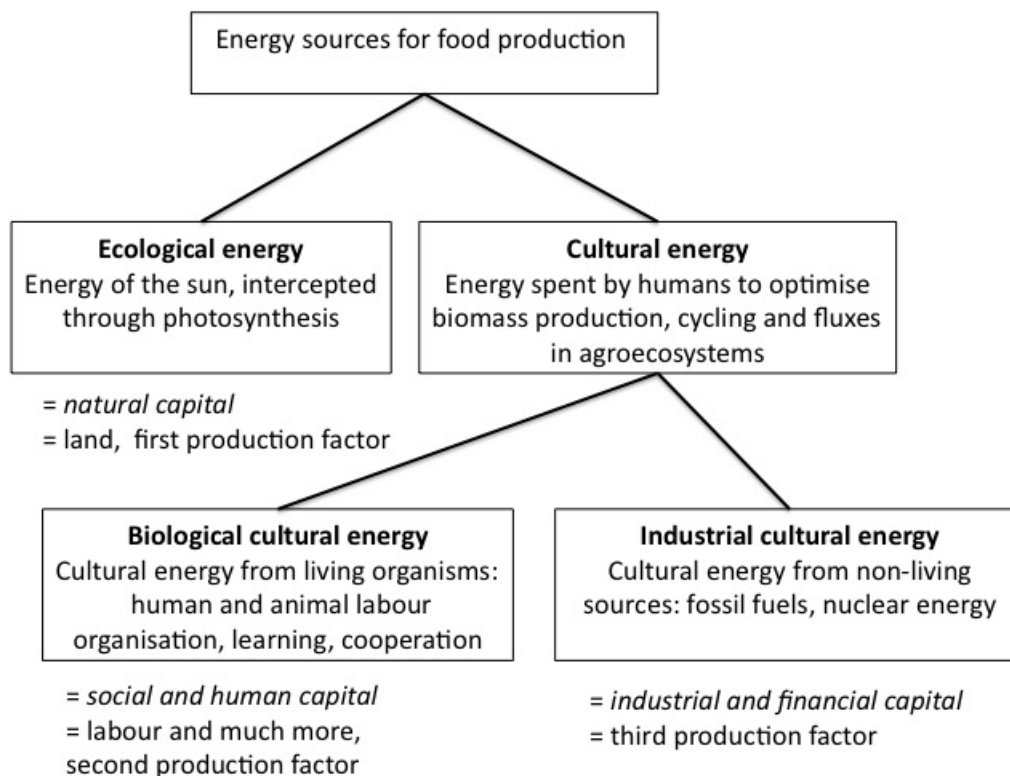 Energy sources for food production
Ecological energy
Energy of the sun, intercepted
through photosynthesis
= natural capital
= land, first production factor
Cultural energy
Energy spent by humans to optimise
biomass production, cycling and fluxes
in agroecosystems
Biological cultural energy
Cultural energy from living organisms:
human and animal labour
organisation, learning, cooperation
= social and human capital
= labour and much more,
second production factor
Industrial cultural energy
Cultural energy from non-living
sources: fossil fuels, nuclear energy
= industrial and financial capital
= third production factor